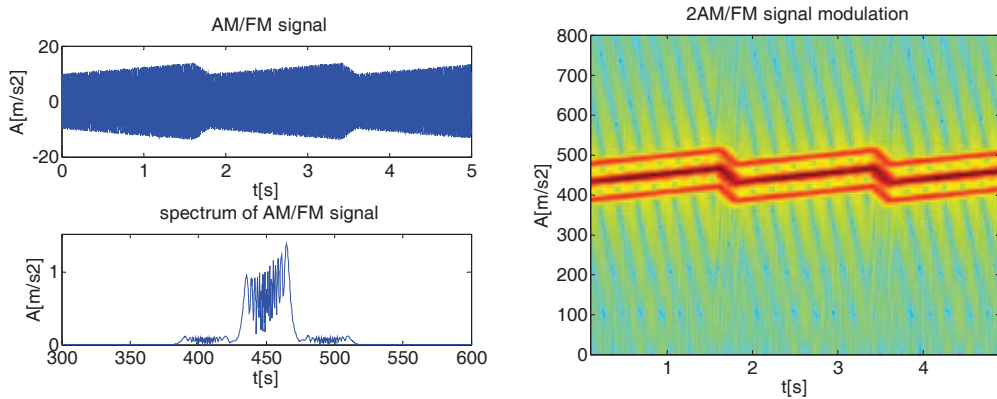 AM/FM signal
A[m/s2]
20
0
-20
0 1 2 3 4 5
t[s]
spectrum of AM/FM signal
A[m/s2]
1
0
300 350 400 450 500 550 600
t[s]
2AM/FM signal modulation
A[m/s2]
800
700
600
500
400
300
200
100
0
1 2 3 4
t[s]